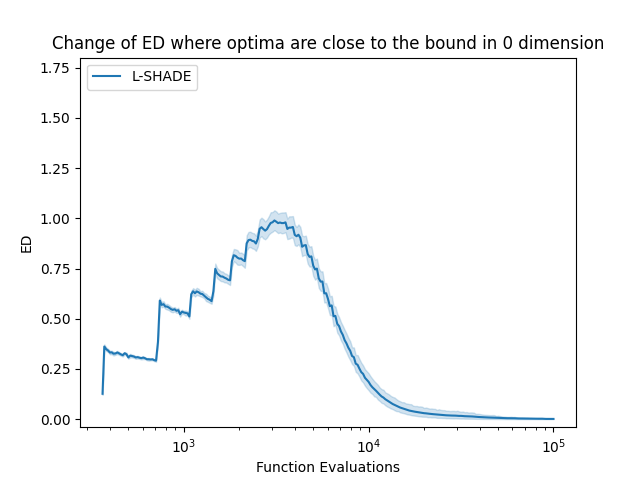 Change of ED where optima are close to the bound in 0 dimension
L-SHADE
1.75
1.50
1.25
1.00
0.75
0.50
0.25
0.00
ED
10³ 10⁴ 10⁵
Function Evaluations